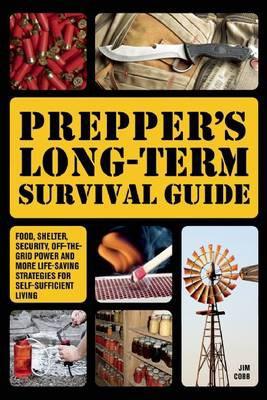 PREPPER'S
LONG-TERM
SURVIVAL GUIDE
FOOD, SHELTER,
SECURITY, OFF-THE-
GRID POWER AND
MORE LIFE-SAVING
STRATEGIES FOR
SELF-SUFFICIENT
LIVING
JIM
COBB